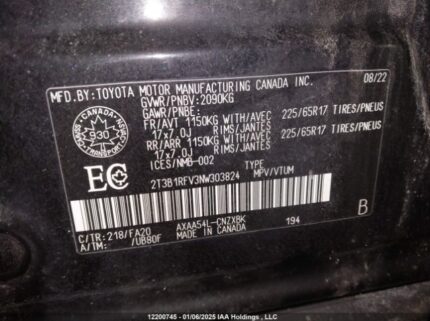 MFD.BY:TOYOTA MOTOR MANUFACTURING CANADA INC. 08/22
GVWR/PNBV:2090KG
GAWR/PNBE:
FR/AVT 1150KG WITH/AVEC 225/65R17 TIRES/PNEUS
17x7.0J RIMS/JANTES
RR/ARR 1150KG WITH/AVEC 225/65R17 TIRES/PNEUS
17x7.0J RIMS/JANTES
ICES/NMB-002
CANADA
930
EC
TYPE
2T3B1RFV3NW303824 MPV/VTUM
B
C/TR:218/FA20 AXAA54L-CNZXBK 194
A/TM: /UB80F MADE IN CANADA
12200745 - 01/06/2025 IAA Holdings , LLC